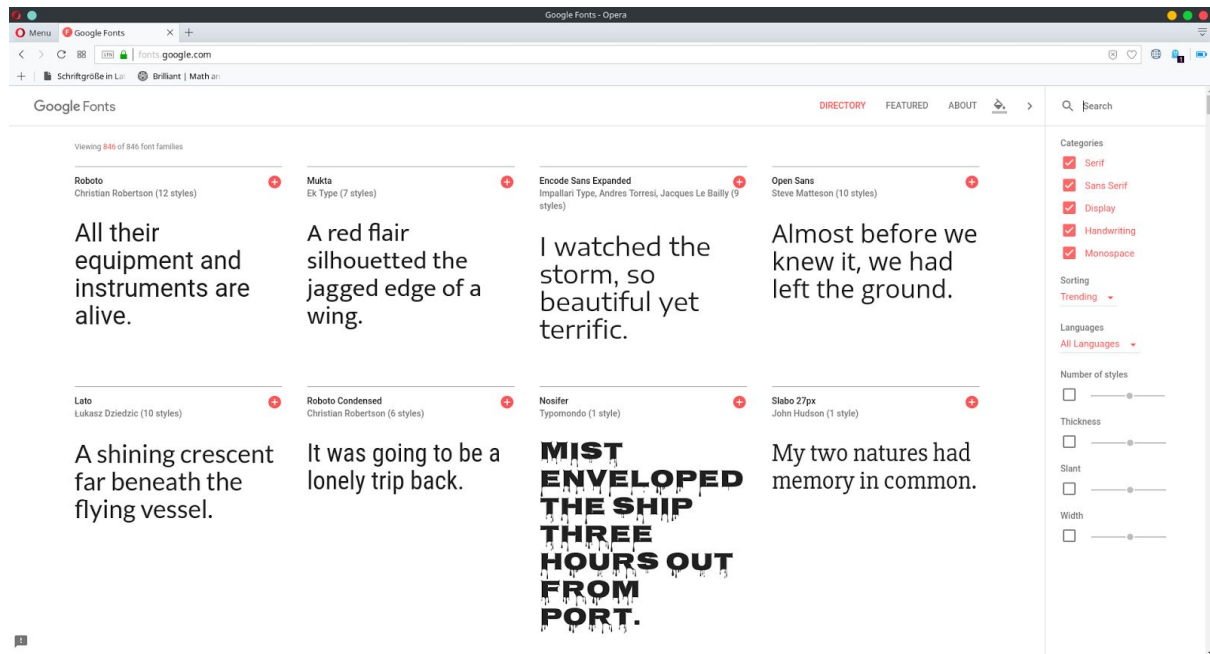 Google Fonts - Opera
Menu
Google Fonts
VPN
fonts.google.com
1
Schriftgröße in La
Brilliant | Math an
Google Fonts
DIRECTORY
FEATURED
ABOUT
Search
Viewing 846 of 846 font families
Roboto
Christian Robertson (12 styles)
All their
equipment and
instruments are
alive.
Mukta
Ek Type (7 styles)
A red flair
silhouetted the
jagged edge of a
wing.
Encode Sans Expanded
Impallari Type, Andres Torresi, Jacques Le Bailly (9
styles)
I watched the
storm, so
beautiful yet
terrific.
Open Sans
Steve Matteson (10 styles)
Almost before we
knew it, we had
left the ground.
Lato
Łukasz Dziedzic (10 styles)
A shining crescent
far beneath the
flying vessel.
Roboto Condensed
Christian Robertson (6 styles)
It was going to be a
lonely trip back.
Nosifer
Typomondo (1 style)
MIST
ENVELOPED
THE SHIP
THREE
HOURS OUT
FROM
PORT.
Slabo 27px
John Hudson (1 style)
My two natures had
memory in common.
Categories
Serif
Sans Serif
Display
Handwriting
Monospace
Sorting
Trending
Languages
All Languages
Number of styles
Thickness
Slant
Width